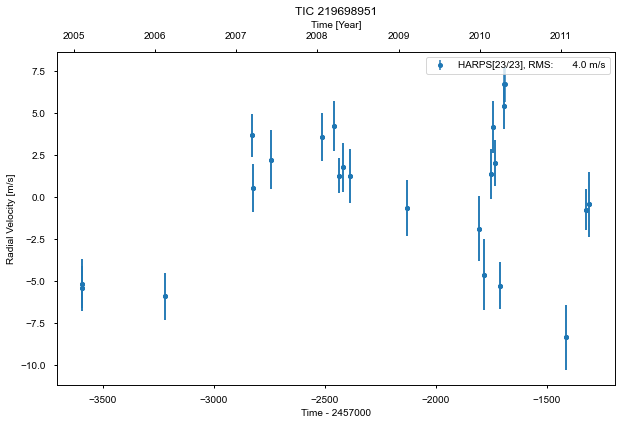 TIC 219698951
Time [Year]
2005 2006 2007 2008 2009 2010 2011
HARPS[23/23], RMS: 4.0 m/s
7.5
5.0
2.5
0.0
−2.5
−5.0
−7.5
−10.0
Radial Velocity [m/s]
−3500 −3000 −2500 −2000 −1500
Time - 2457000